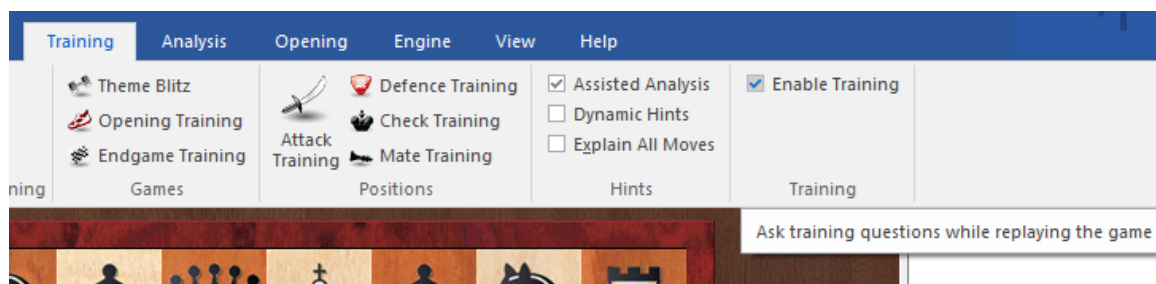 Training Analysis Opening Engine View Help
Theme Blitz
Opening Training
Endgame Training
Games
Attack
Training
Defence Training
Check Training
Mate Training
Positions
Assisted Analysis
Dynamic Hints
Explain All Moves
Hints
Enable Training
Training
ning
Ask training questions while replaying the game